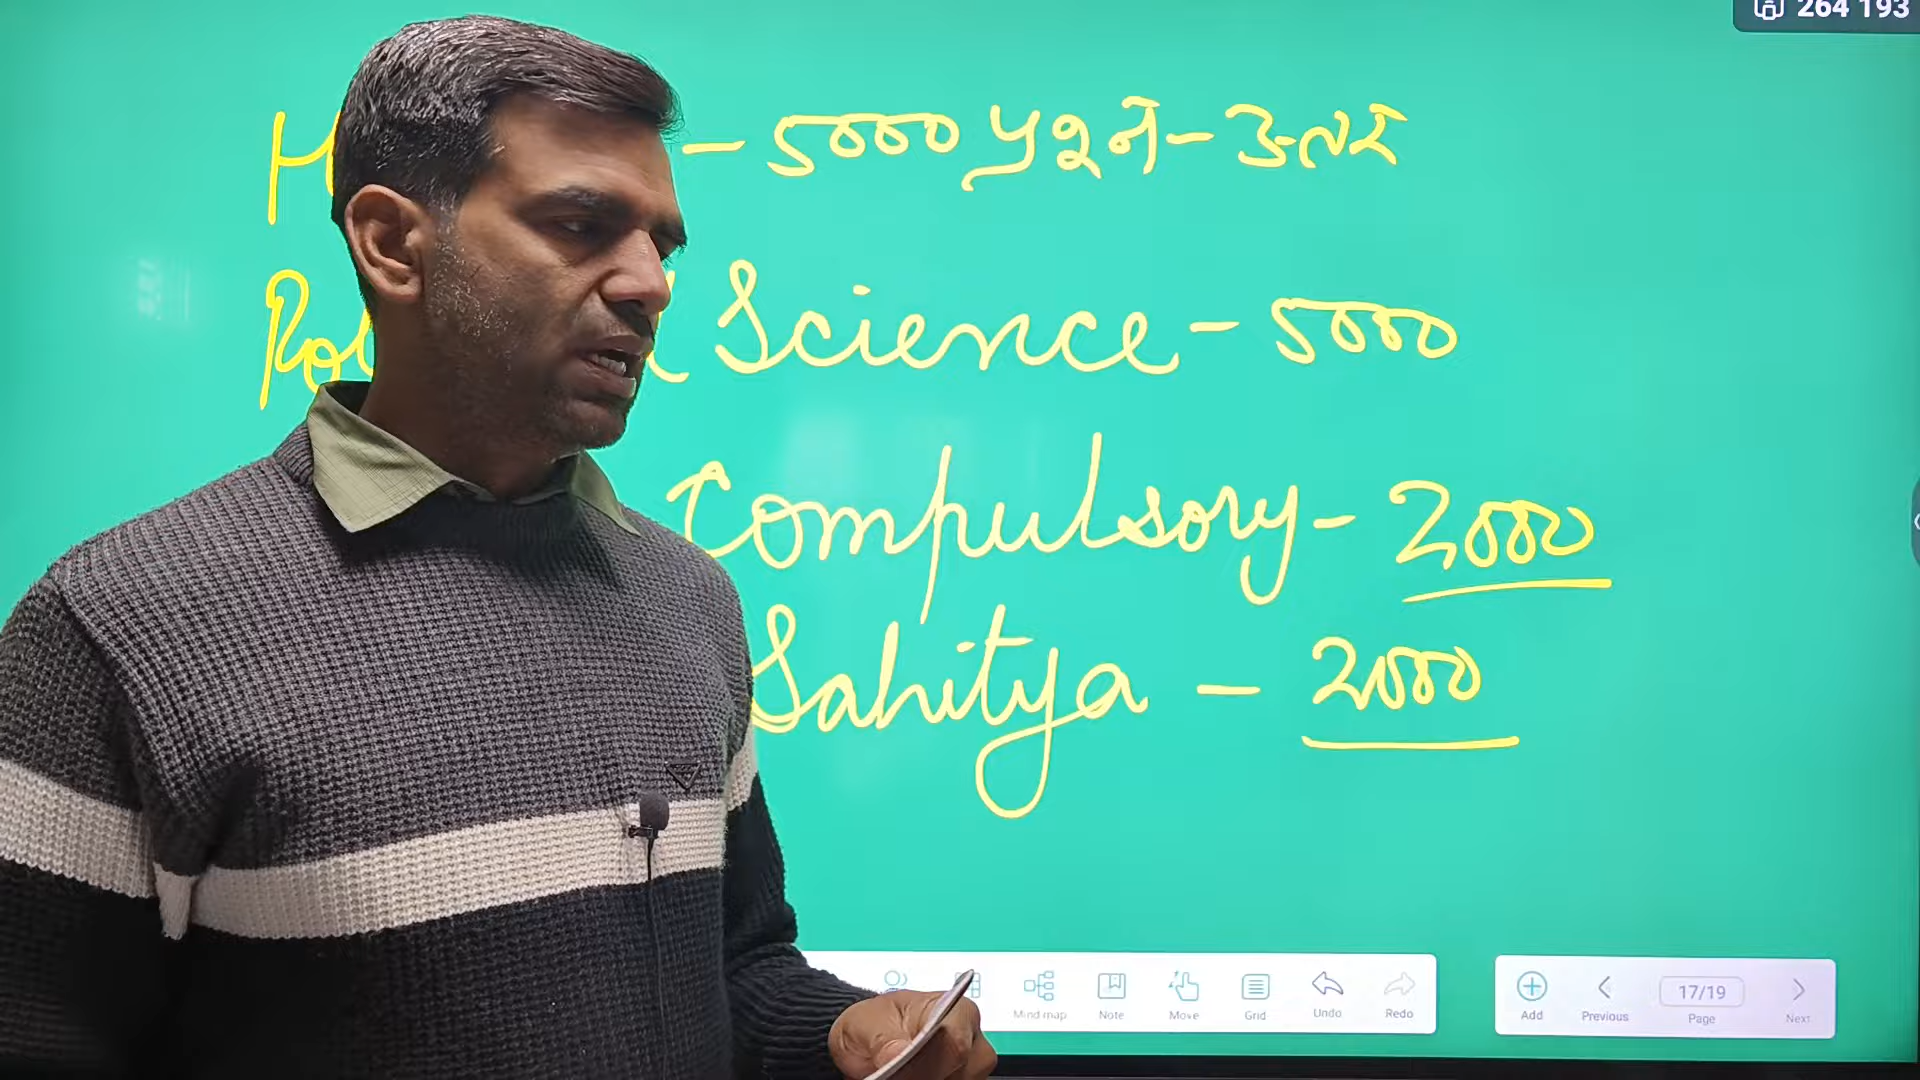 264 193
- 5000 प्रश्न - उत्तर
Science - 5000
Compulsory - 2000
Sahitya - 2000
Mind map Note Move Grid Undo Redo
Add Previous 17/19 Page Next